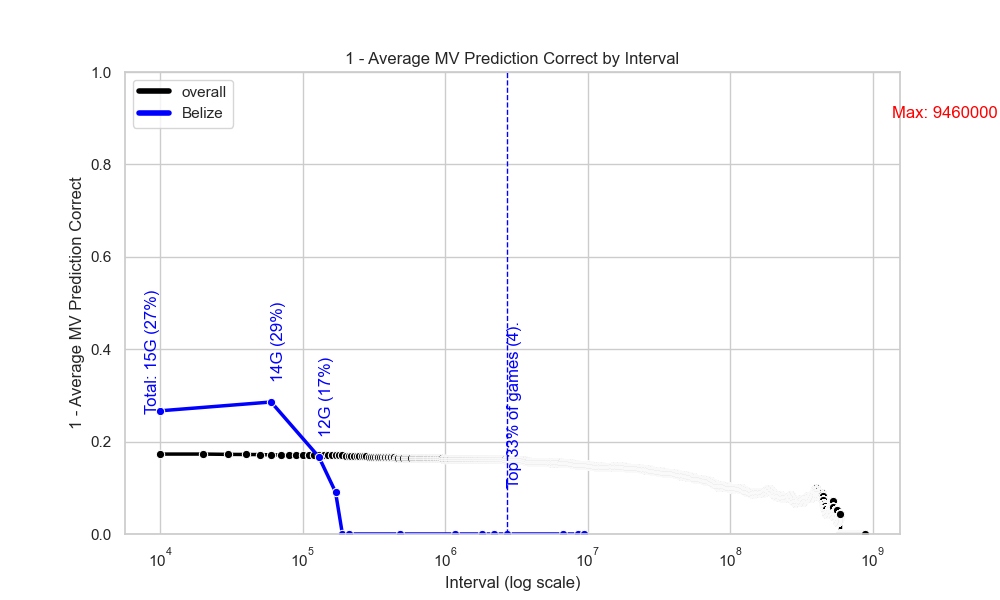 1 - Average MV Prediction Correct by Interval
1.0
0.8
0.6
0.4
0.2
0.0
1 - Average MV Prediction Correct
overall
Belize
Max: 9460000
Total: 15G (27%)
14G (29%)
12G (17%)
Top 33% of games (4).
10^4
10^5
10^6
10^7
10^8
10^9
Interval (log scale)